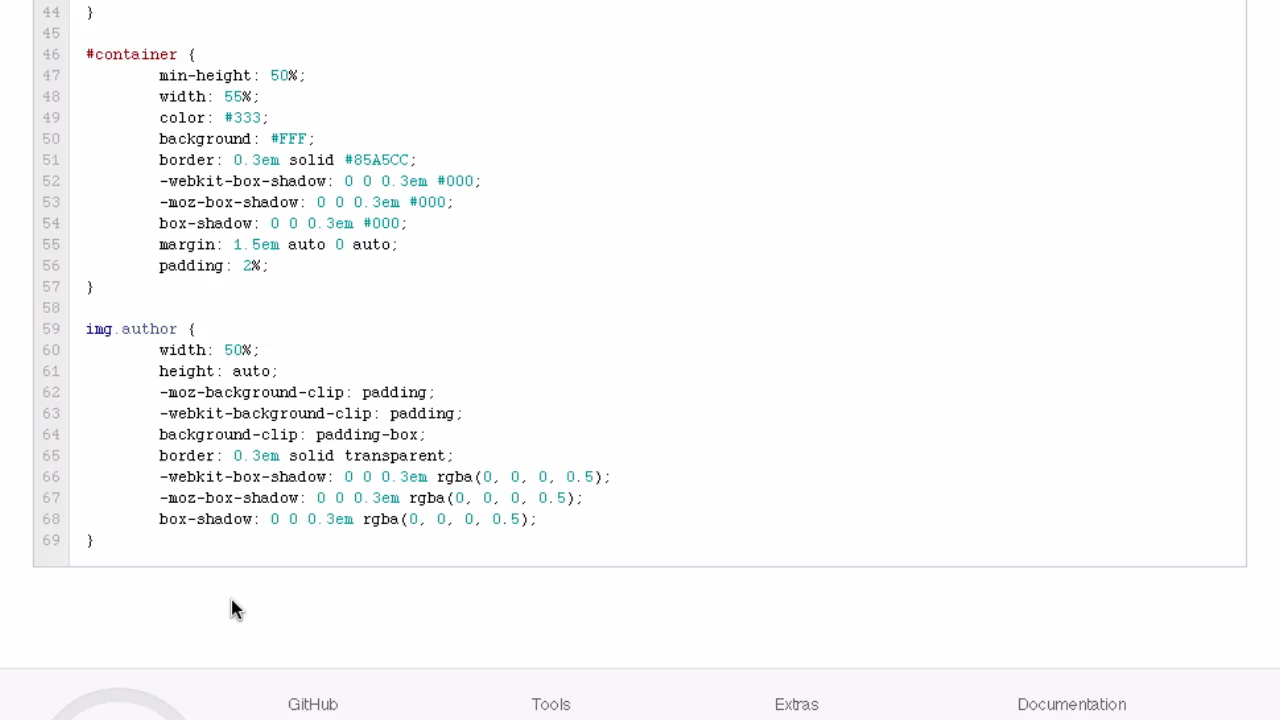 44 }
45
46 #container {
47 min-height: 50%;
48 width: 55%;
49 color: #333;
50 background: #FFF;
51 border: 0.3em solid #85A5CC;
52 -webkit-box-shadow: 0 0 0.3em #000;
53 -moz-box-shadow: 0 0 0.3em #000;
54 box-shadow: 0 0 0.3em #000;
55 margin: 1.5em auto 0 auto;
56 padding: 2%;
57 }
58
59 img.author {
60 width: 50%;
61 height: auto;
62 -moz-background-clip: padding;
63 -webkit-background-clip: padding;
64 background-clip: padding-box;
65 border: 0.3em solid transparent;
66 -webkit-box-shadow: 0 0 0.3em rgba(0, 0, 0, 0.5);
67 -moz-box-shadow: 0 0 0.3em rgba(0, 0, 0, 0.5);
68 box-shadow: 0 0 0.3em rgba(0, 0, 0, 0.5);
69 }
GitHub Tools Extras Documentation